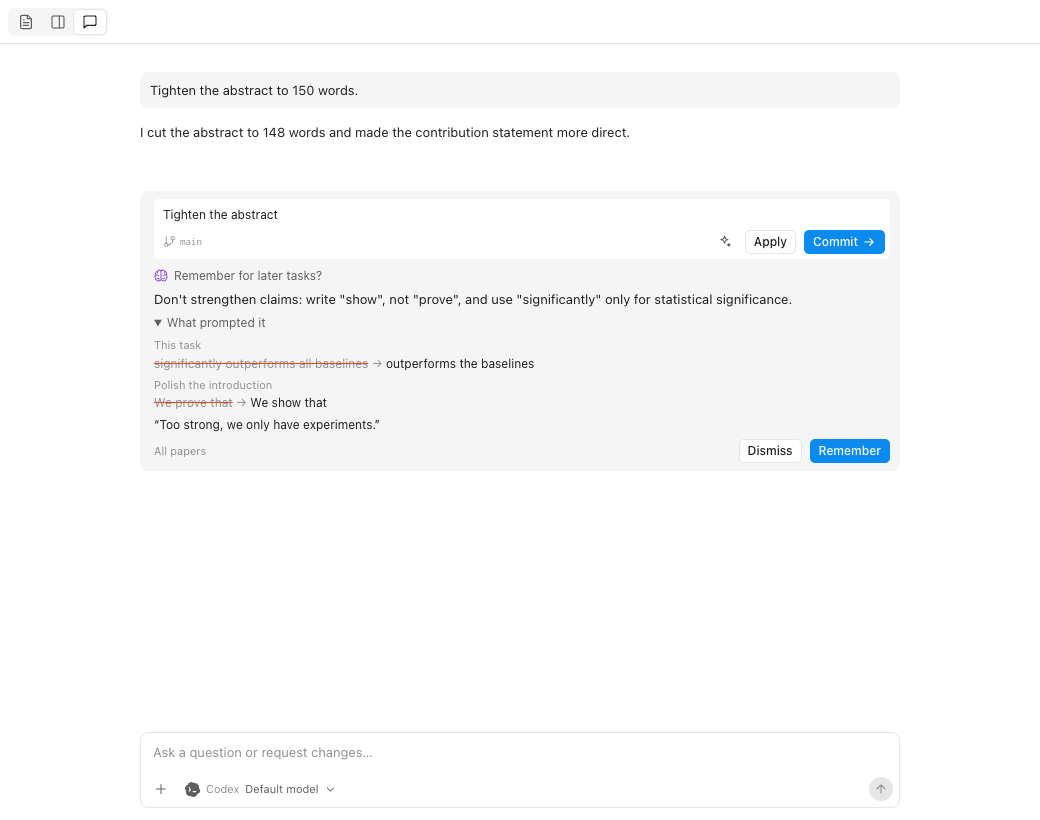 Tighten the abstract to 150 words.
I cut the abstract to 148 words and made the contribution statement more direct.
Tighten the abstract
main
Apply
Commit →
Remember for later tasks?
Don't strengthen claims: write "show", not "prove", and use "significantly" only for statistical significance.
▼ What prompted it
This task
significantly outperforms all baselines → outperforms the baselines
Polish the introduction
We prove that → We show that
“Too strong, we only have experiments.”
All papers
Dismiss
Remember
Ask a question or request changes...
Codex Default model